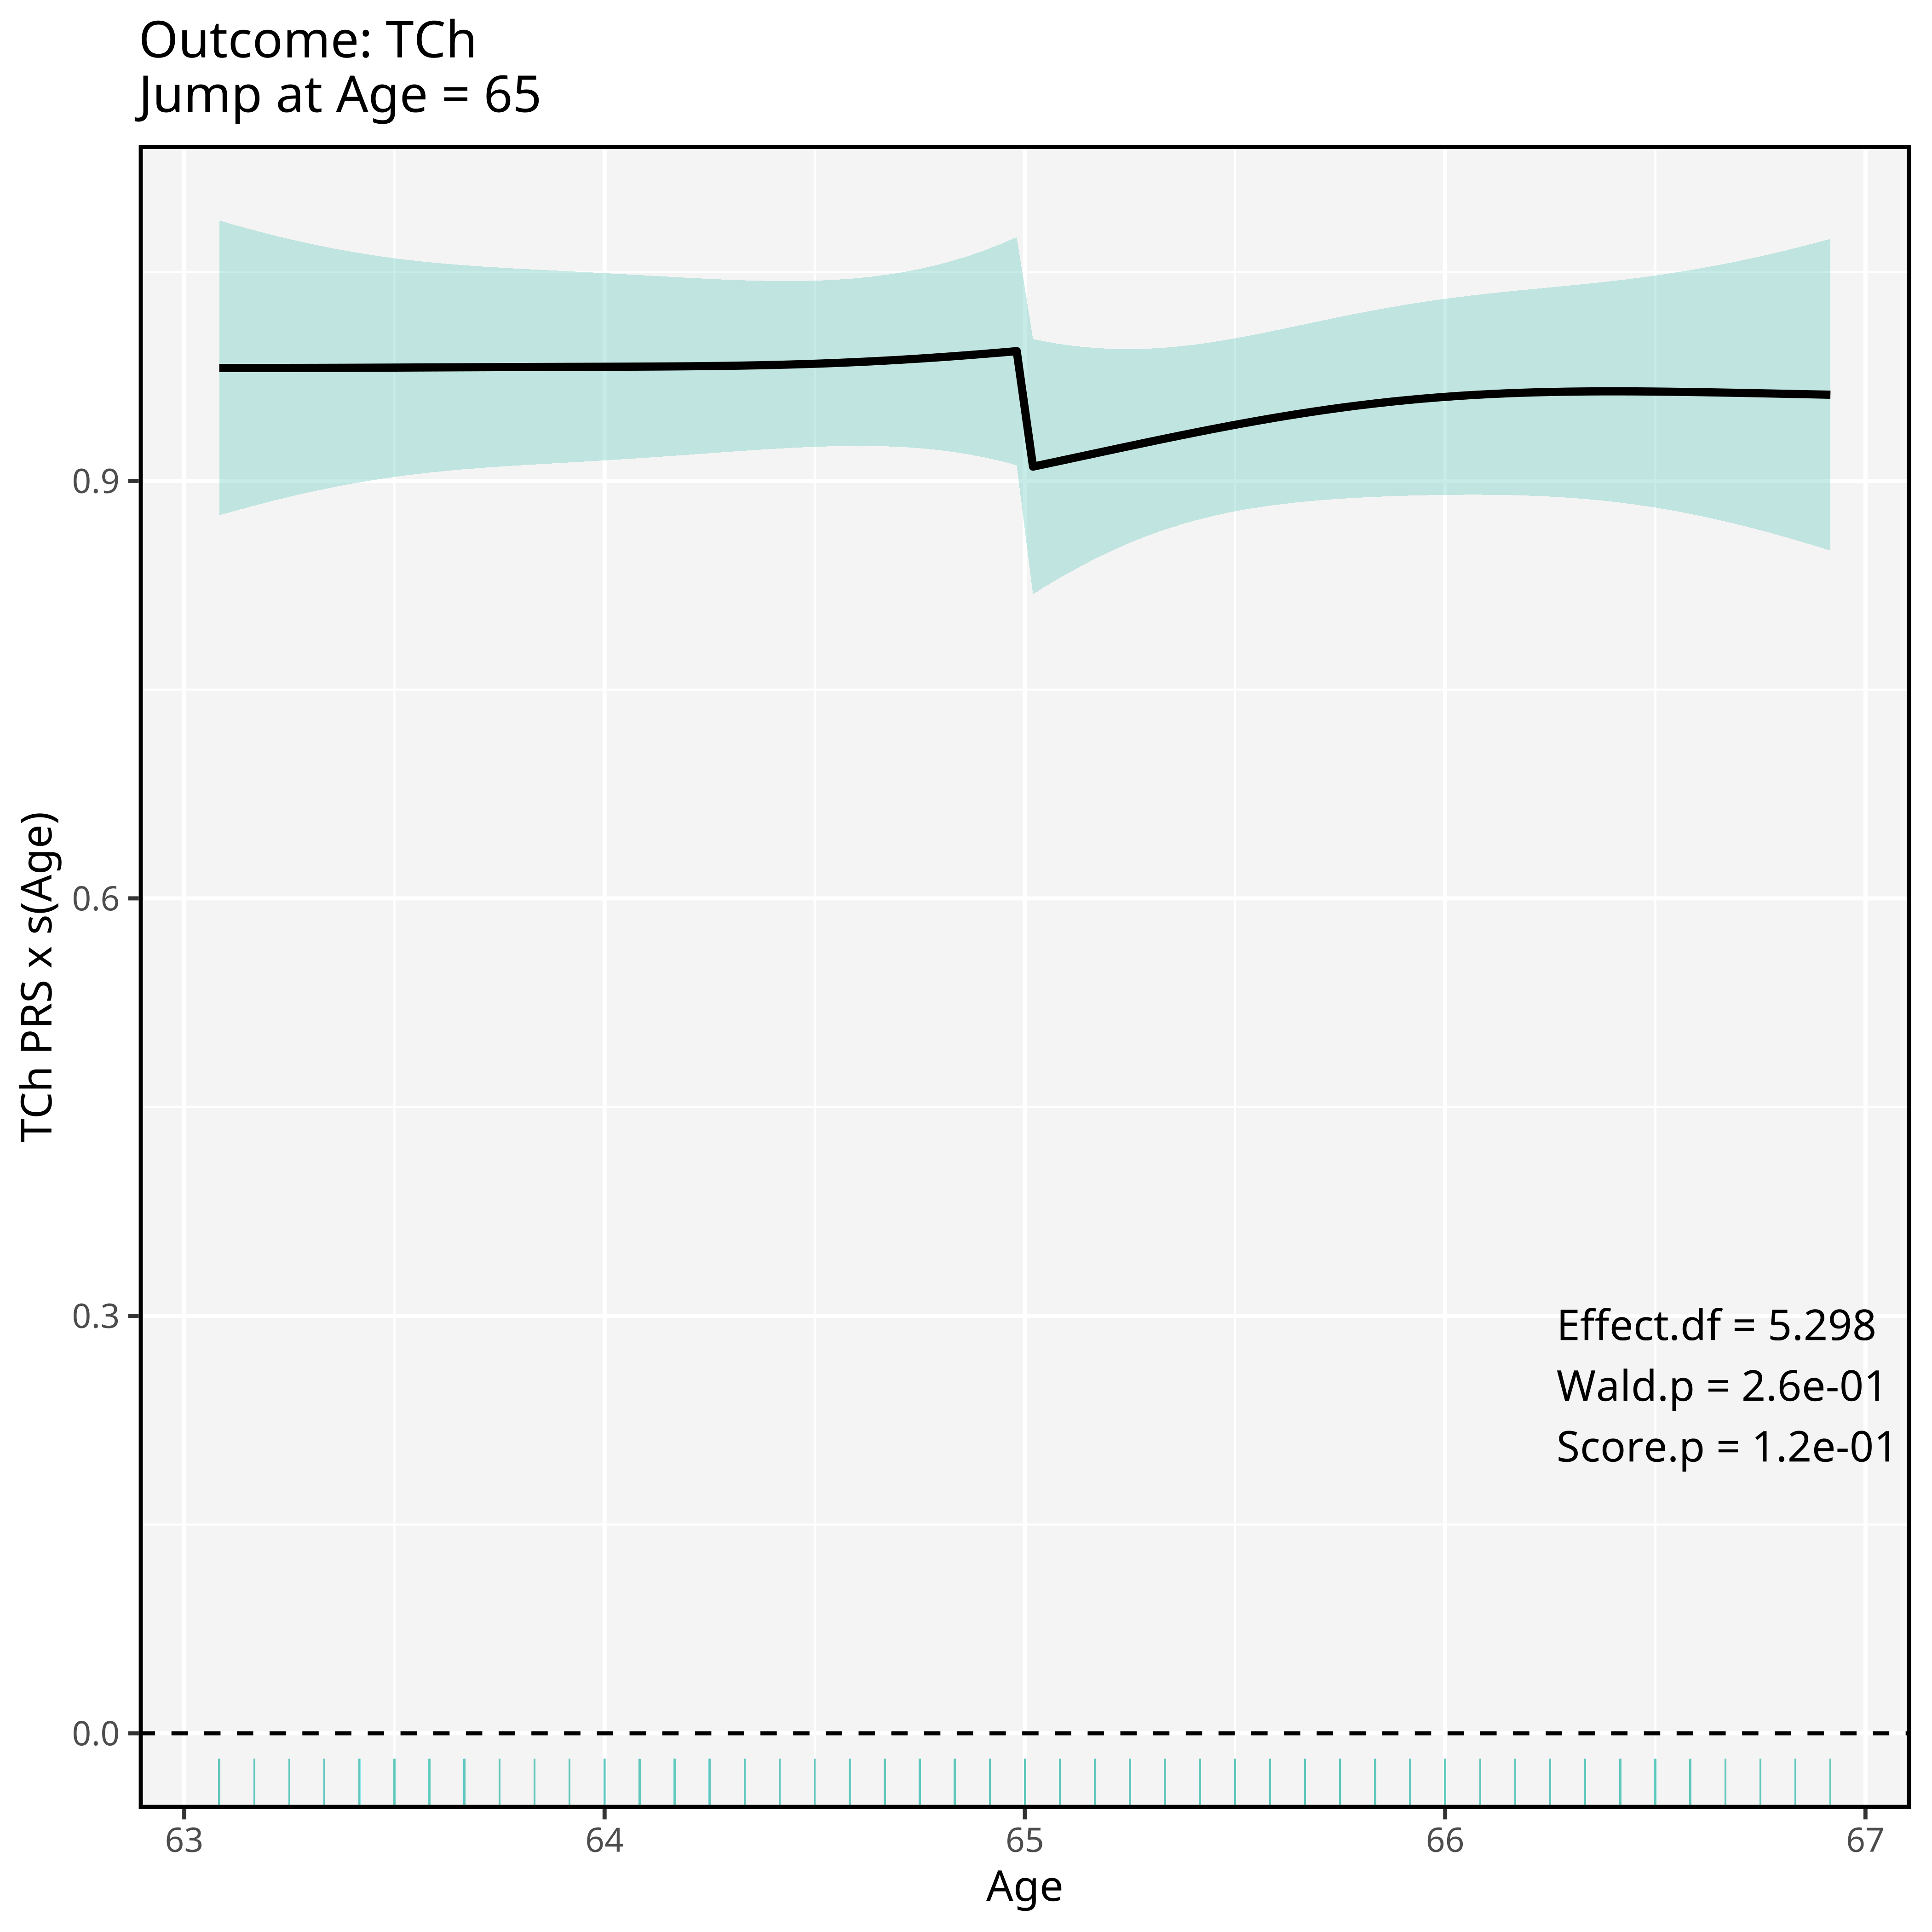 Outcome: TCh
Jump at Age = 65
TCh PRS x s(Age)
0.9
0.6
0.3
0.0
Effect.df = 5.298
Wald.p = 2.6e-01
Score.p = 1.2e-01
63
64
65
66
67
Age